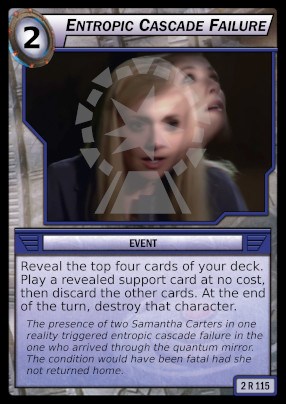 2
Entropic Cascade Failure
EVENT
Reveal the top four cards of your deck.
Play a revealed support card at no cost,
then discard the other cards. At the end
of the turn, destroy that character.
The presence of two Samantha Carters in one
reality triggered entropic cascade failure in the
one who arrived through the quantum mirror.
The condition would have been fatal had she
not returned home.
2 R 115